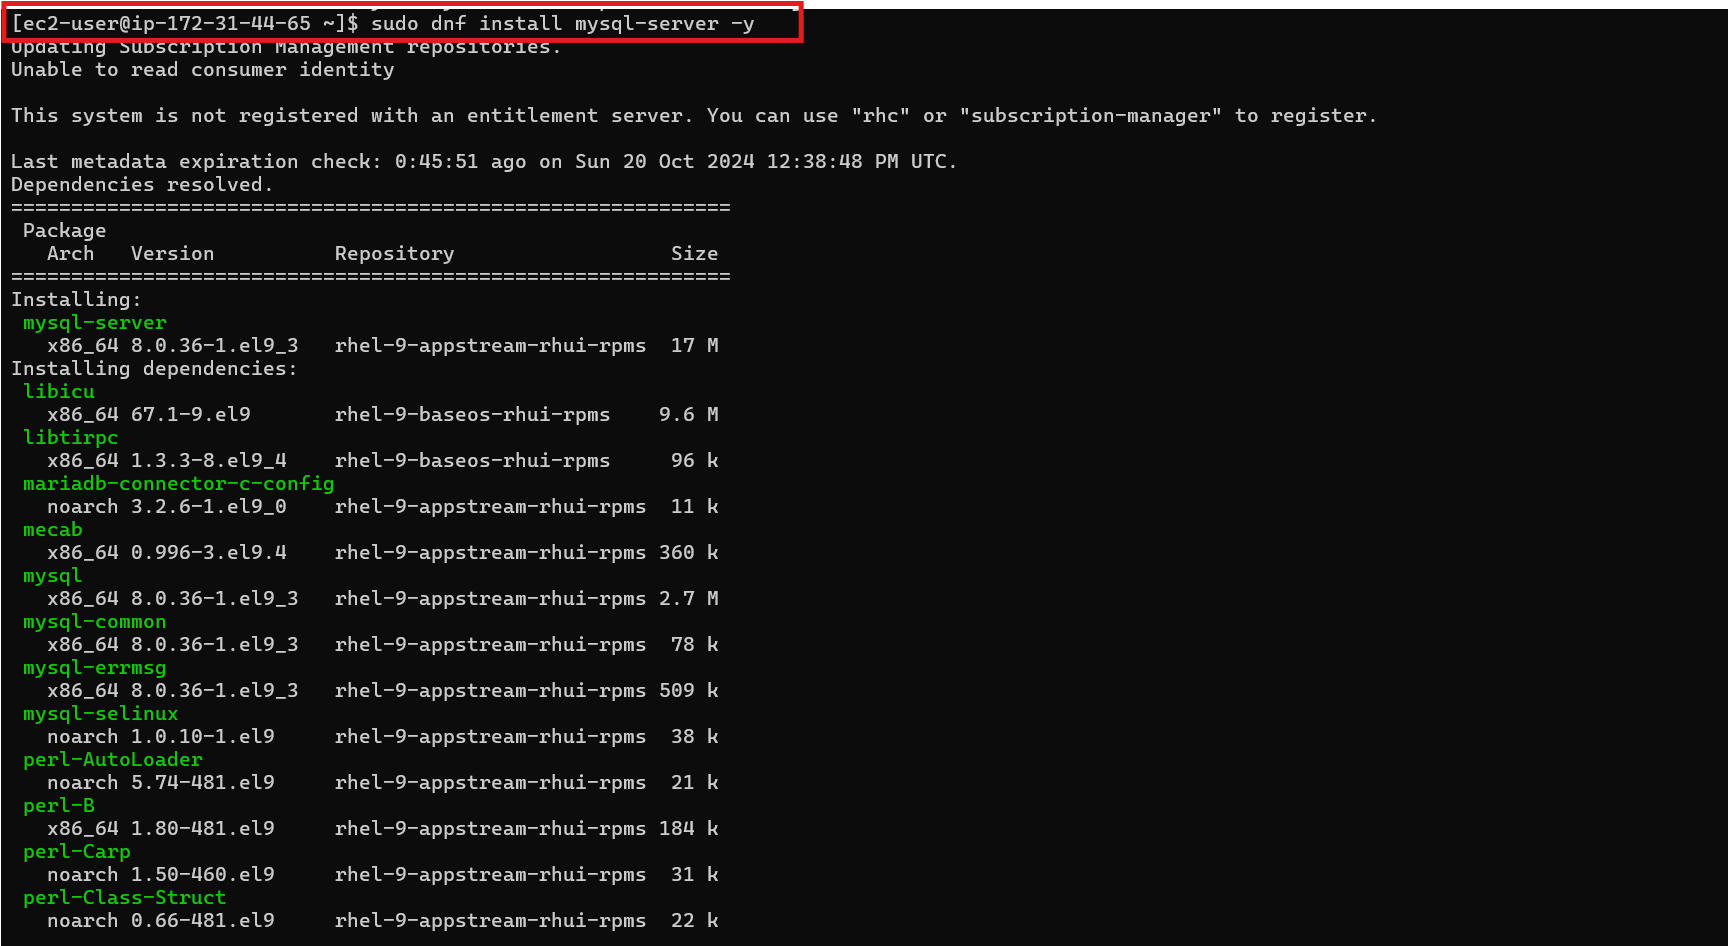 [ec2-user@ip-172-31-44-65 ~]$ sudo dnf install mysql-server -y
Updating Subscription Management repositories.
Unable to read consumer identity
This system is not registered with an entitlement server. You can use "rhc" or "subscription-manager" to register.
Last metadata expiration check: 0:45:51 ago on Sun 20 Oct 2024 12:38:48 PM UTC.
Dependencies resolved.
============================================================
 Package
   Arch   Version          Repository                  Size
============================================================
Installing:
 mysql-server
   x86_64 8.0.36-1.el9_3   rhel-9-appstream-rhui-rpms  17 M
Installing dependencies:
 libicu
   x86_64 67.1-9.el9       rhel-9-baseos-rhui-rpms    9.6 M
 libtirpc
   x86_64 1.3.3-8.el9_4    rhel-9-baseos-rhui-rpms     96 k
 mariadb-connector-c-config
   noarch 3.2.6-1.el9_0    rhel-9-appstream-rhui-rpms  11 k
 mecab
   x86_64 0.996-3.el9.4    rhel-9-appstream-rhui-rpms 360 k
 mysql
   x86_64 8.0.36-1.el9_3   rhel-9-appstream-rhui-rpms 2.7 M
 mysql-common
   x86_64 8.0.36-1.el9_3   rhel-9-appstream-rhui-rpms  78 k
 mysql-errmsg
   x86_64 8.0.36-1.el9_3   rhel-9-appstream-rhui-rpms 509 k
 mysql-selinux
   noarch 1.0.10-1.el9     rhel-9-appstream-rhui-rpms  38 k
 perl-AutoLoader
   noarch 5.74-481.el9     rhel-9-appstream-rhui-rpms  21 k
 perl-B
   x86_64 1.80-481.el9     rhel-9-appstream-rhui-rpms 184 k
 perl-Carp
   noarch 1.50-460.el9     rhel-9-appstream-rhui-rpms  31 k
 perl-Class-Struct
   noarch 0.66-481.el9     rhel-9-appstream-rhui-rpms  22 k